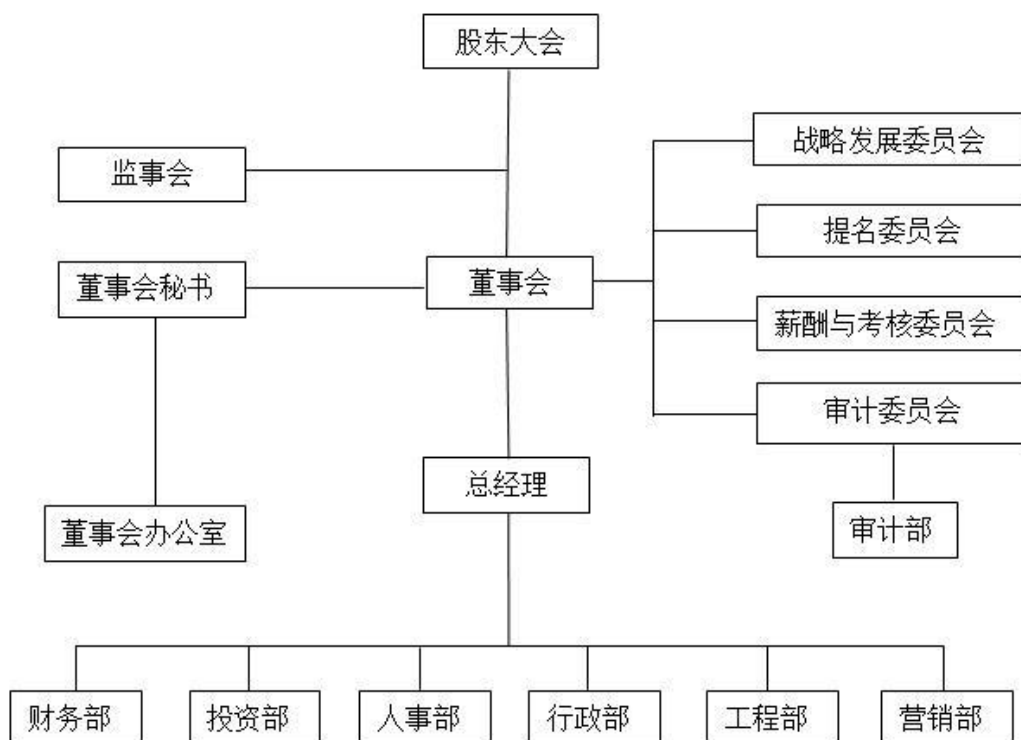 股东大会
战略发展委员会
监事会
提名委员会
董事会秘书
董事会
薪酬与考核委员会
审计委员会
总经理
董事会办公室
审计部
财务部
投资部
人事部
行政部
工程部
营销部